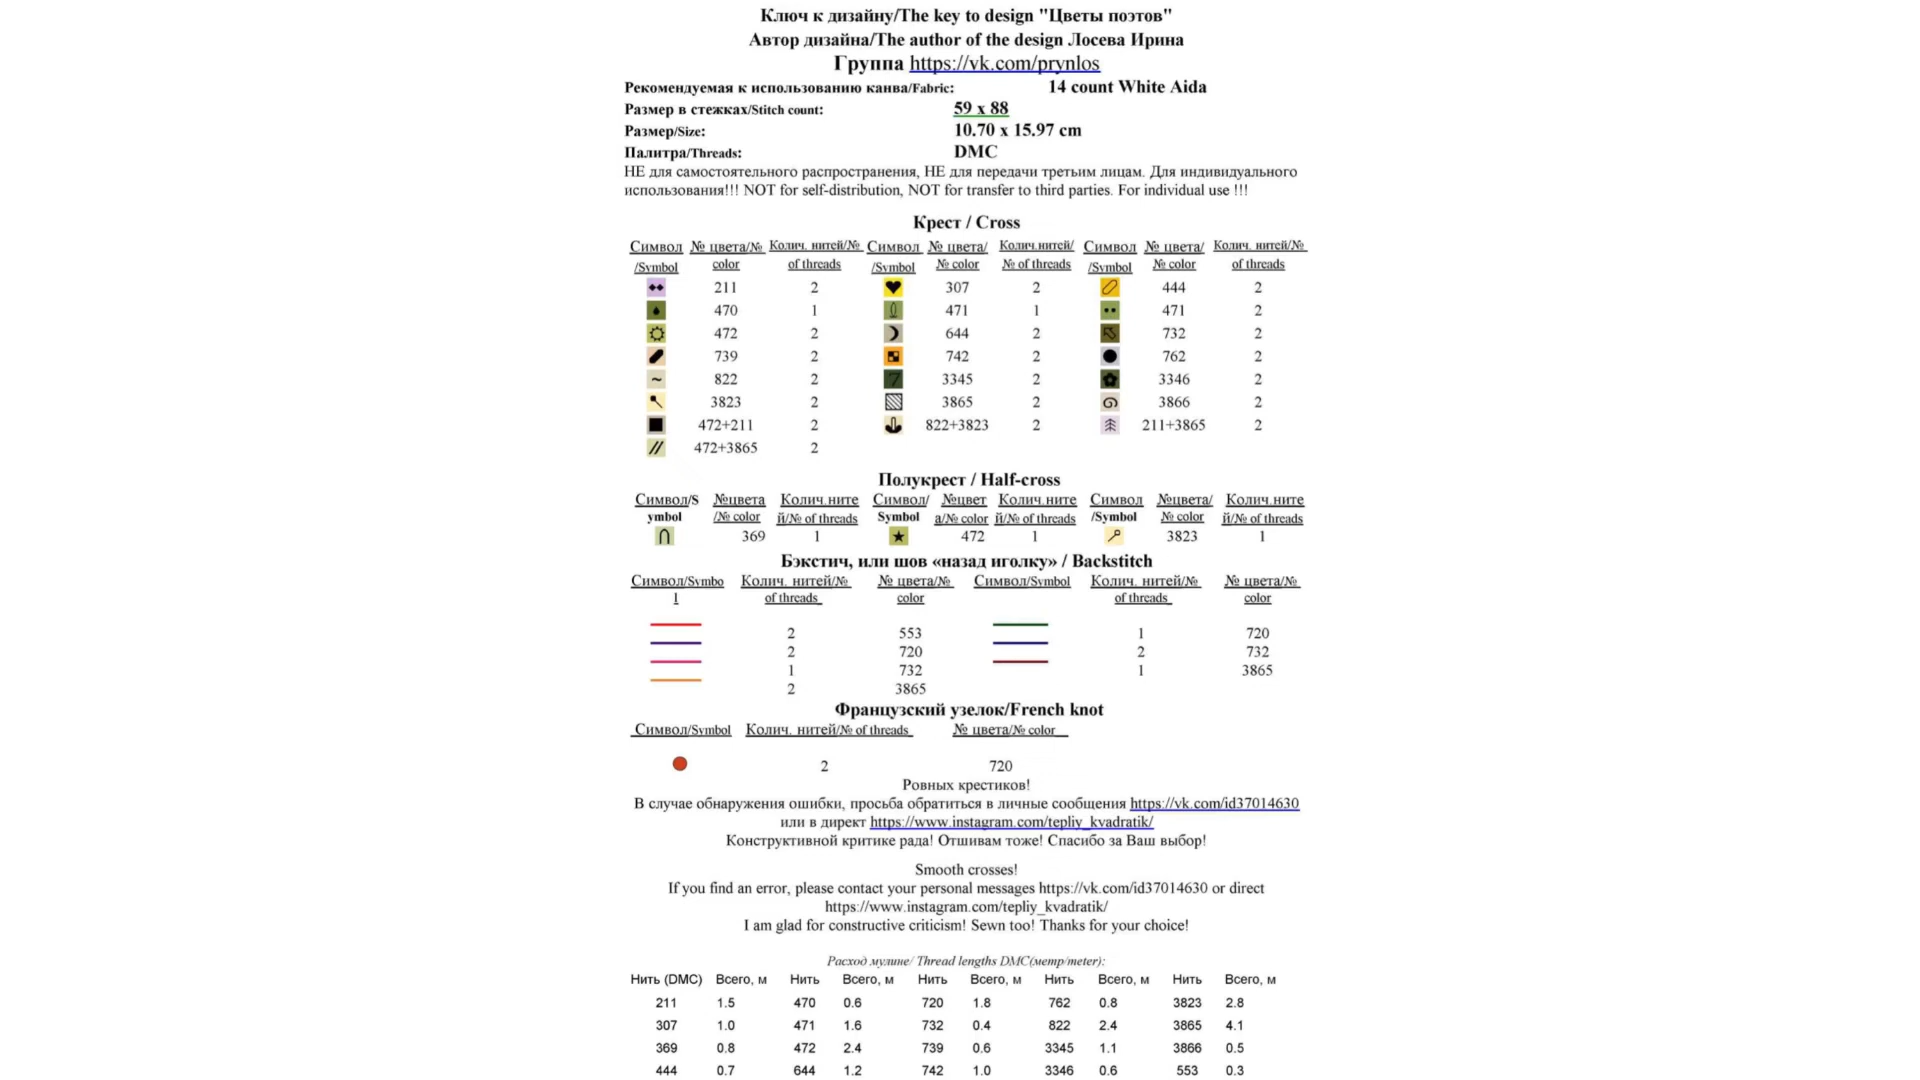 Ключ к дизайну/The key to design "Цветы поэтов"
Автор дизайна/The author of the design Лосева Ирина
Группа https://vk.com/prynlos
Рекомендуемая к использованию канва/Fabric: 14 count White Aida
Размер в стежках/Stitch count: 59 x 88
Размер/Size: 10.70 x 15.97 cm
Палитра/Threads: DMC
НЕ для самостоятельного распространения, НЕ для передачи третьим лицам. Для индивидуального
использования!!! NOT for self-distribution, NOT for transfer to third parties. For individual use !!!
Крест / Cross
Символ № цвета/№ Колич. нитей/№ Символ № цвета/ Колич.нитей/ Символ № цвета/ Колич. нитей/№
/Symbol color of threads /Symbol № color № of threads /Symbol № color of threads
211 2 307 2 444 2
470 1 471 1 471 2
472 2 644 2 732 2
739 2 742 2 762 2
822 2 3345 2 3346 2
3823 2 3865 2 3866 2
472+211 2 822+3823 2 211+3865 2
472+3865 2
Полукрест / Half-cross
Символ/S №цвета Колич.ните Символ/ №цвет Колич.ните Символ №цвета/ Колич.ните
ymbol /№ color й/№ of threads Symbol а/№ color й/№ of threads /Symbol № color й/№ of threads
369 1 472 1 3823 1
Бэкстич, или шов «назад иголку» / Backstitch
Символ/Symbo Колич. нитей/№ № цвета/№ Символ/Symbol Колич. нитей/№ № цвета/№
l of threads color of threads color
2 553 1 720
2 720 2 732
1 732 1 3865
2 3865
Французский узелок/French knot
Символ/Symbol Колич. нитей/№ of threads № цвета/№ color
2 720
Ровных крестиков!
В случае обнаружения ошибки, просьба обратиться в личные сообщения https://vk.com/id37014630
или в директ https://www.instagram.com/tepliy_kvadratik/
Конструктивной критике рада! Отшивам тоже! Спасибо за Ваш выбор!
Smooth crosses!
If you find an error, please contact your personal messages https://vk.com/id37014630 or direct
https://www.instagram.com/tepliy_kvadratik/
I am glad for constructive criticism! Sewn too! Thanks for your choice!
Расход мулине/ Thread lengths DMC(метр/meter):
Нить (DMC) Всего, м Нить Всего, м Нить Всего, м Нить Всего, м Нить Всего, м
211 1.5 470 0.6 720 1.8 762 0.8 3823 2.8
307 1.0 471 1.6 732 0.4 822 2.4 3865 4.1
369 0.8 472 2.4 739 0.6 3345 1.1 3866 0.5
444 0.7 644 1.2 742 1.0 3346 0.6 553 0.3